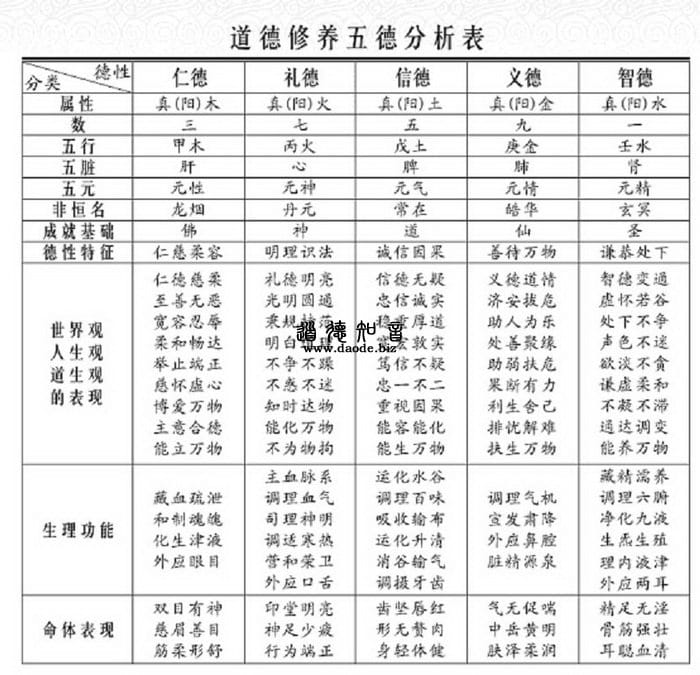 道德修养五德分析表
德性 分类 仁德 礼德 信德 义德 智德
属性 真(阳)木 真(阳)火 真(阳)土 真(阳)金 真(阳)水
数 三 七 五 九 一
五行 甲木 丙火 戊土 庚金 壬水
五脏 肝 心 脾 肺 肾
五元 元性 元神 元气 元情 元精
非恒名 龙烟 丹元 常在 皓华 玄冥
成就基础 佛 神 道 仙 圣
德性特征 仁慈柔容 明理识法 诚信因果 善待万物 谦恭处下
世界观
人生观
道生观
的表现
仁德慈柔 礼德明亮 信德无疑 义德道情 智德变通
至善无恶 光明圆通 忠信诚实 济安拔危 虚怀若谷
宽容忍辱 乘规 稳重厚道 助人为乐 处下不争
柔和畅达 明白 宽宏敦实 处善聚缘 声色不迷
举止端正 不争不躁 笃信不疑 助弱扶危 欲淡不贪
慈怀虚心 不惑不迷 忠一不二 果断有力 谦虚柔和
博爱万物 知时达物 重视因果 利生舍己 不凝不滞
主意合德 能化万物 能容能化 排忧解难 通达调变
能立万物 不为物拘 能生万物 扶生万物 能养万物
道德知音
www.daode.biz
生理功能
藏血疏泄
和制魂魄
化生津液
外应眼目
主血脉系
调理血气
司理神明
调适寒热
营和荣卫
外应口舌
运化水谷
调理百味
吸收输布
运化升清
消谷输气
调摄牙齿
调理气机
宣发肃降
外应鼻腔
脏精源泉
藏精濡养
调理六腑
净化九液
生炁生殖
理内液津
外应两耳
命体表现
双目有神 印堂明亮 齿坚唇红 气无促喘 精足无淫
慈眉善目 神足少疲 形无赘肉 中岳黄明 骨筋强壮
筋柔形舒 行为端正 身轻体健 肤泽柔润 耳聪血清